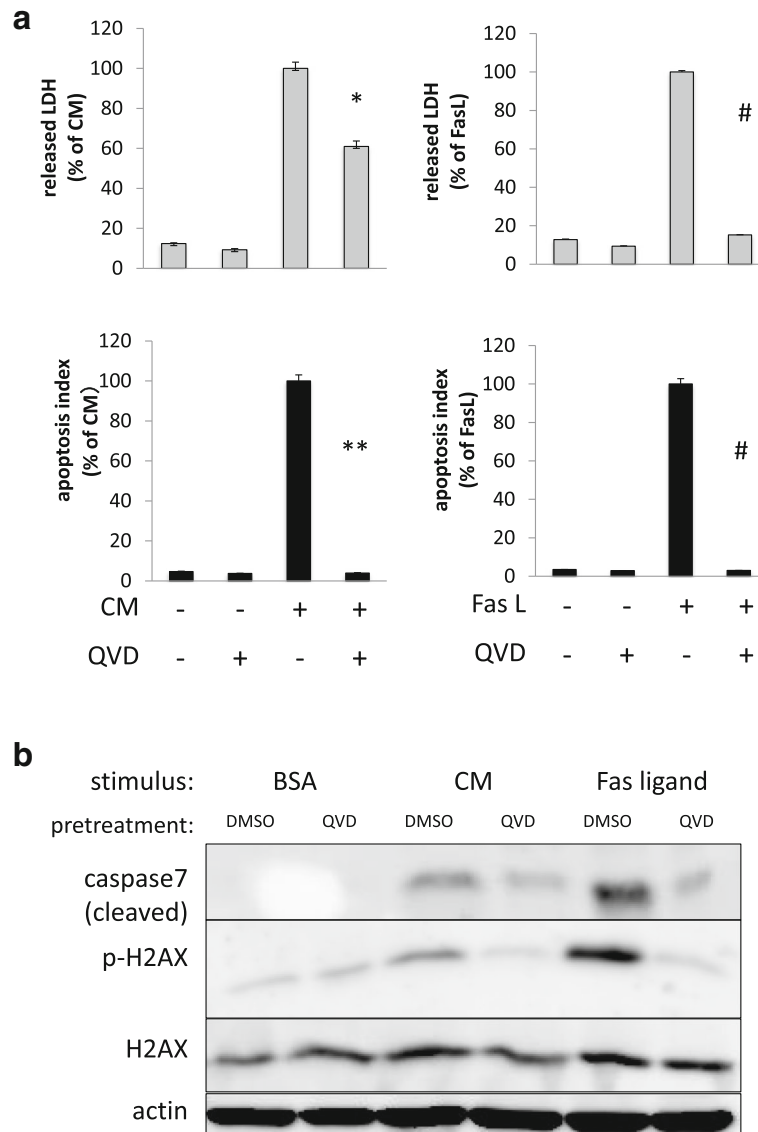 a
released LDH
(% of CM)
120
100
80
60
40
20
0
*
released LDH
(% of FasL)
120
100
80
60
40
20
0
#
apoptosis index
(% of CM)
120
100
80
60
40
20
0
**
apoptosis index
(% of FasL)
120
100
80
60
40
20
0
#
CM - - + +
QVD - + - +
Fas L - - + +
QVD - + - +
b
stimulus: BSA CM Fas ligand
pretreatment: DMSO QVD DMSO QVD DMSO QVD
caspase7
(cleaved)
p-H2AX
H2AX
actin